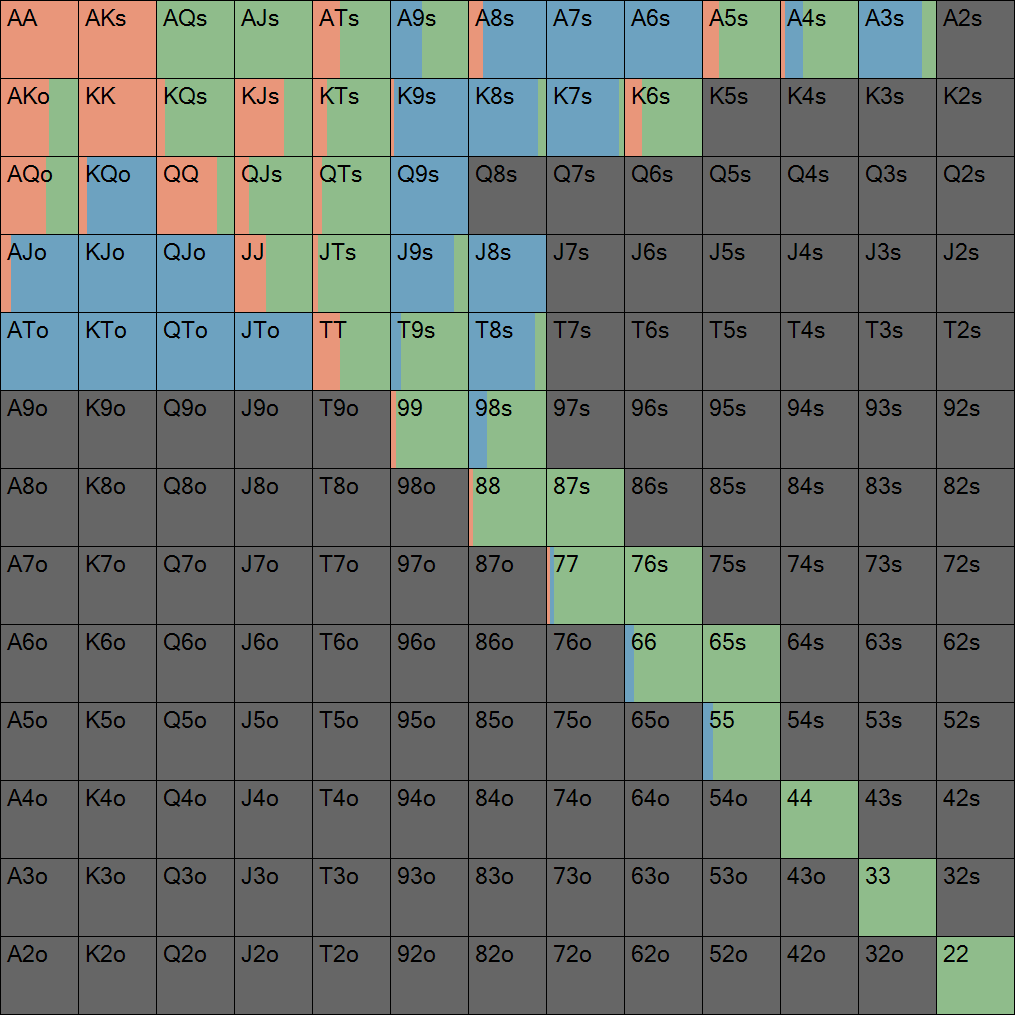 AA AKs AQs AJs ATs A9s A8s A7s A6s A5s A4s A3s A2s
AKo KK KQs KJs KTs K9s K8s K7s K6s K5s K4s K3s K2s
AQo KQo QQ QJs QTs Q9s Q8s Q7s Q6s Q5s Q4s Q3s Q2s
AJo KJo QJo JJ JTs J9s J8s J7s J6s J5s J4s J3s J2s
ATo KTo QTo JTo TT T9s T8s T7s T6s T5s T4s T3s T2s
A9o K9o Q9o J9o T9o 99 98s 97s 96s 95s 94s 93s 92s
A8o K8o Q8o J8o T8o 98o 88 87s 86s 85s 84s 83s 82s
A7o K7o Q7o J7o T7o 97o 87o 77 76s 75s 74s 73s 72s
A6o K6o Q6o J6o T6o 96o 86o 76o 66 65s 64s 63s 62s
A5o K5o Q5o J5o T5o 95o 85o 75o 65o 55 54s 53s 52s
A4o K4o Q4o J4o T4o 94o 84o 74o 64o 54o 44 43s 42s
A3o K3o Q3o J3o T3o 93o 83o 73o 63o 53o 43o 33 32s
A2o K2o Q2o J2o T2o 92o 82o 72o 62o 52o 42o 32o 22